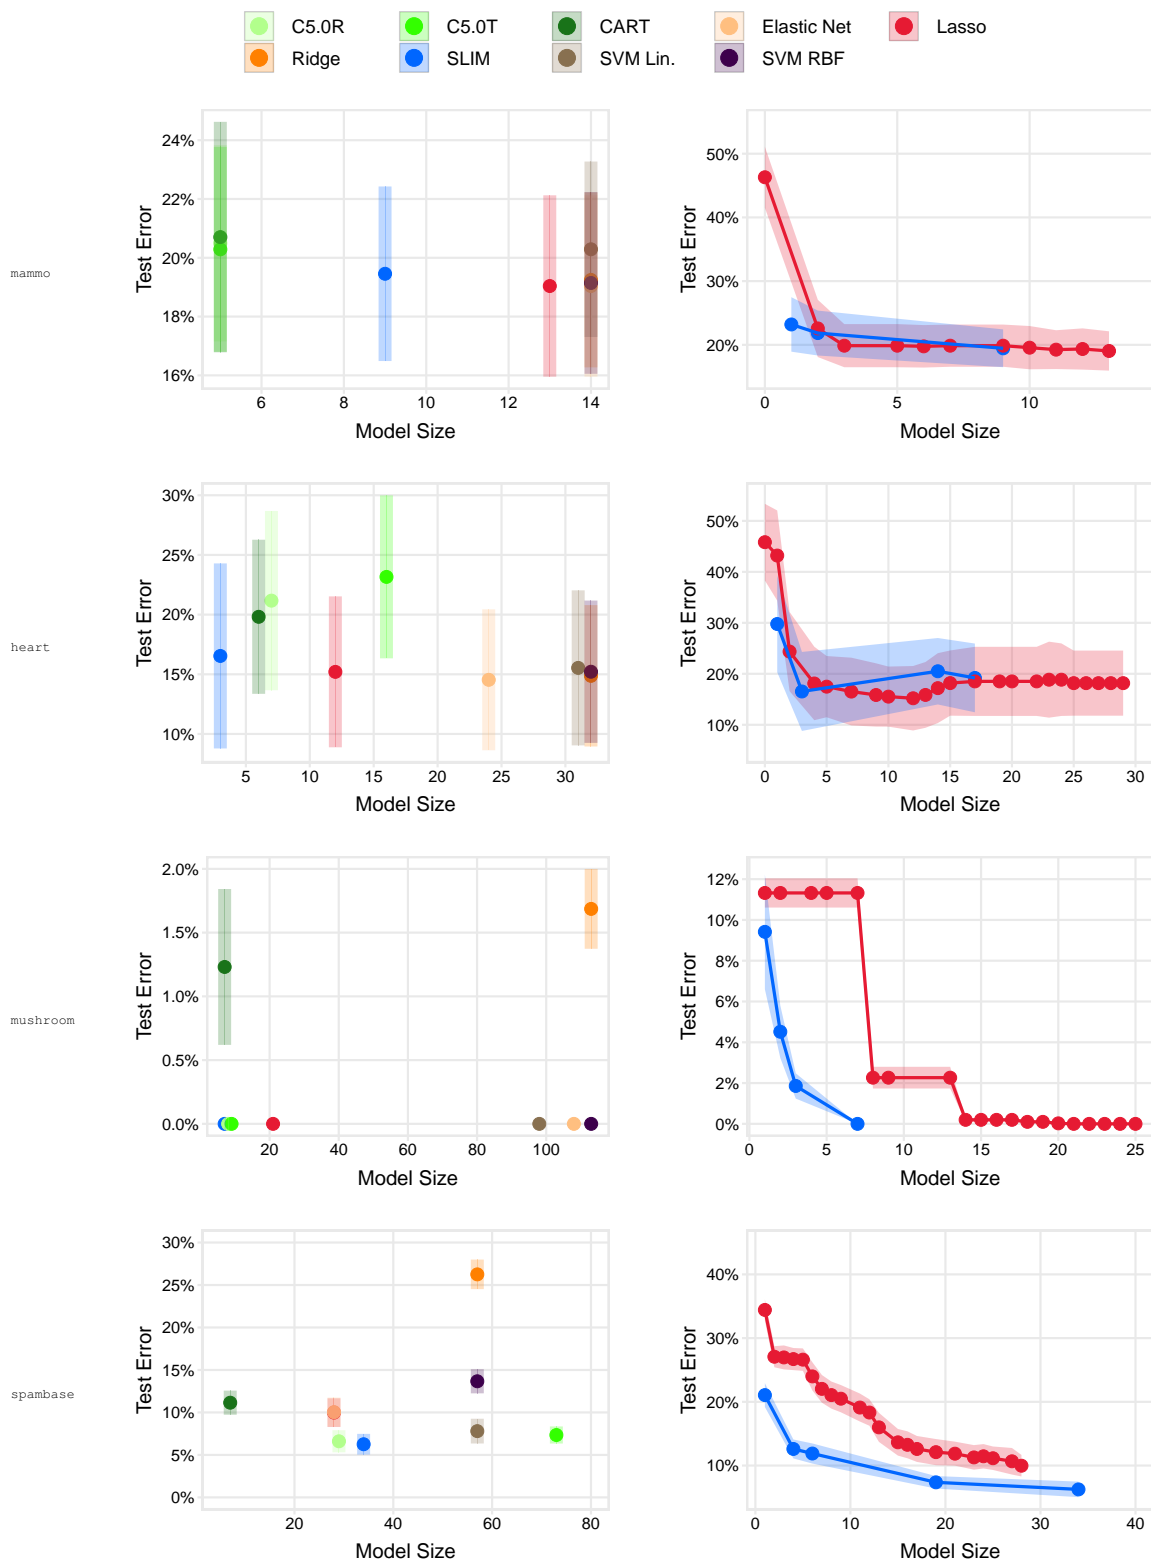 C5.0R C5.0T CART Elastic Net Lasso
Ridge SLIM SVM Lin. SVM RBF
mammo
24%
22%
20%
18%
16%
Test Error
6 8 10 12 14
Model Size
50%
40%
30%
20%
Test Error
0 5 10
Model Size
heart
30%
25%
20%
15%
10%
Test Error
5 10 15 20 25 30
Model Size
50%
40%
30%
20%
10%
Test Error
0 5 10 15 20 25 30
Model Size
mushroom
2.0%
1.5%
1.0%
0.5%
0.0%
Test Error
20 40 60 80 100
Model Size
12%
10%
8%
6%
4%
2%
0%
Test Error
0 5 10 15 20 25
Model Size
spambase
30%
25%
20%
15%
10%
5%
0%
Test Error
20 40 60 80
Model Size
40%
30%
20%
10%
Test Error
0 10 20 30 40
Model Size